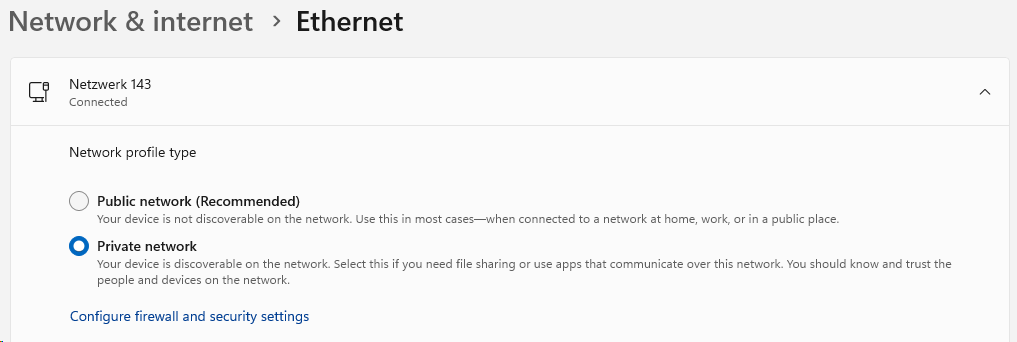 Network & internet > Ethernet
Netzwerk 143
Connected
Network profile type
Public network (Recommended)
Your device is not discoverable on the network. Use this in most cases—when connected to a network at home, work, or in a public place.
Private network
Your device is discoverable on the network. Select this if you need file sharing or use apps that communicate over this network. You should know and trust the
people and devices on the network.
Configure firewall and security settings